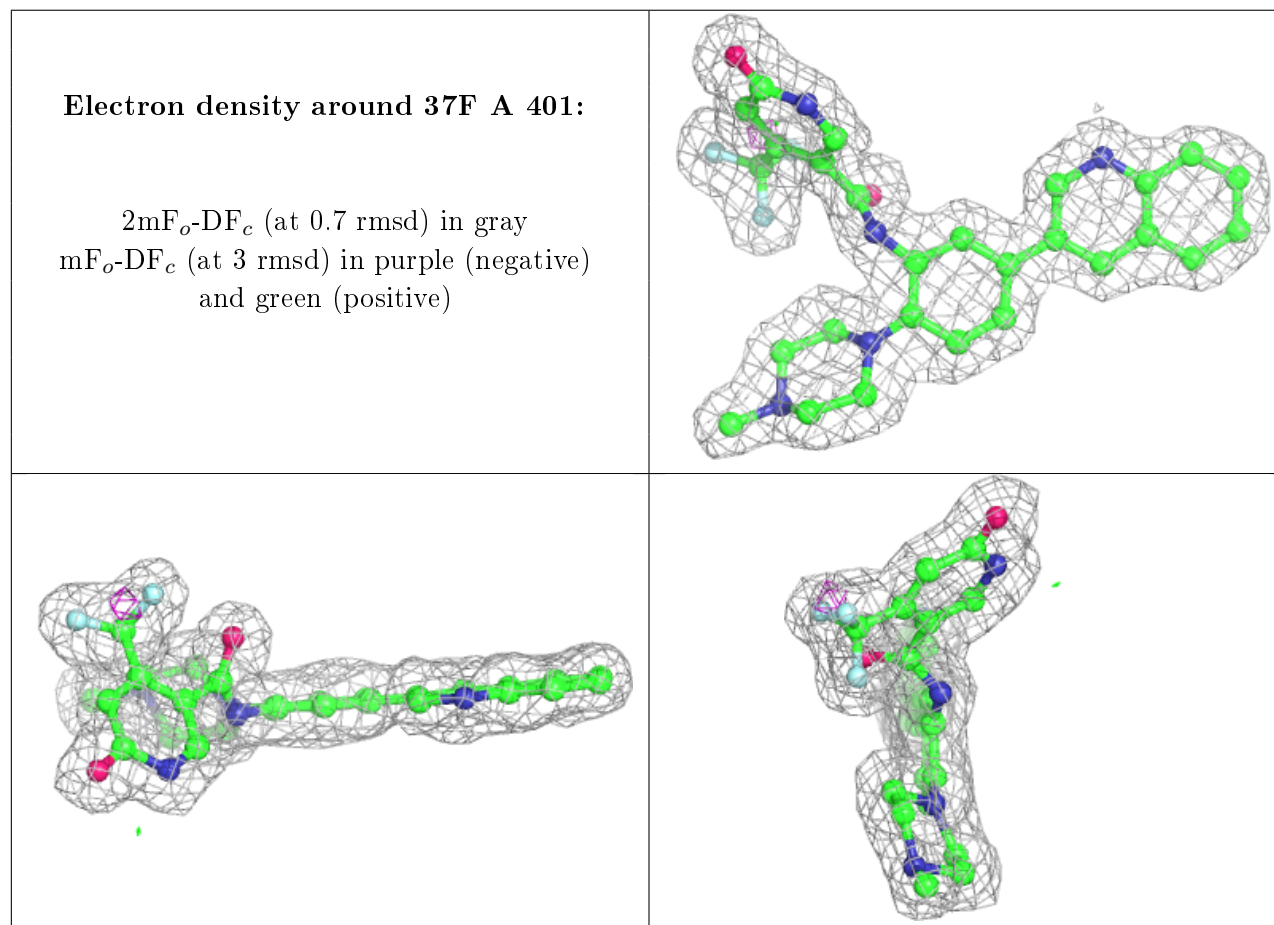 Electron density around 37F A 401:
2mFₒ-DF𝒸 (at 0.7 rmsd) in gray
mFₒ-DF𝒸 (at 3 rmsd) in purple (negative)
and green (positive)